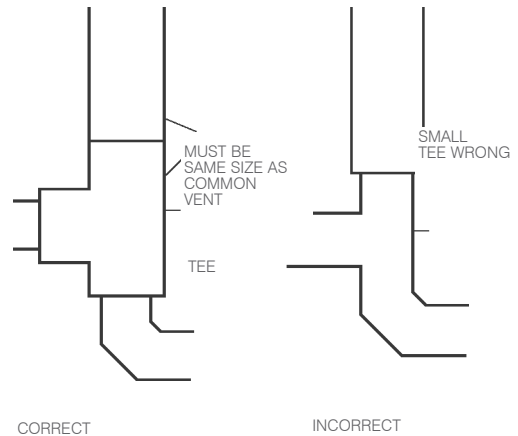 MUST BE
SAME SIZE AS
COMMON
VENT
TEE
SMALL
TEE WRONG
CORRECT
INCORRECT